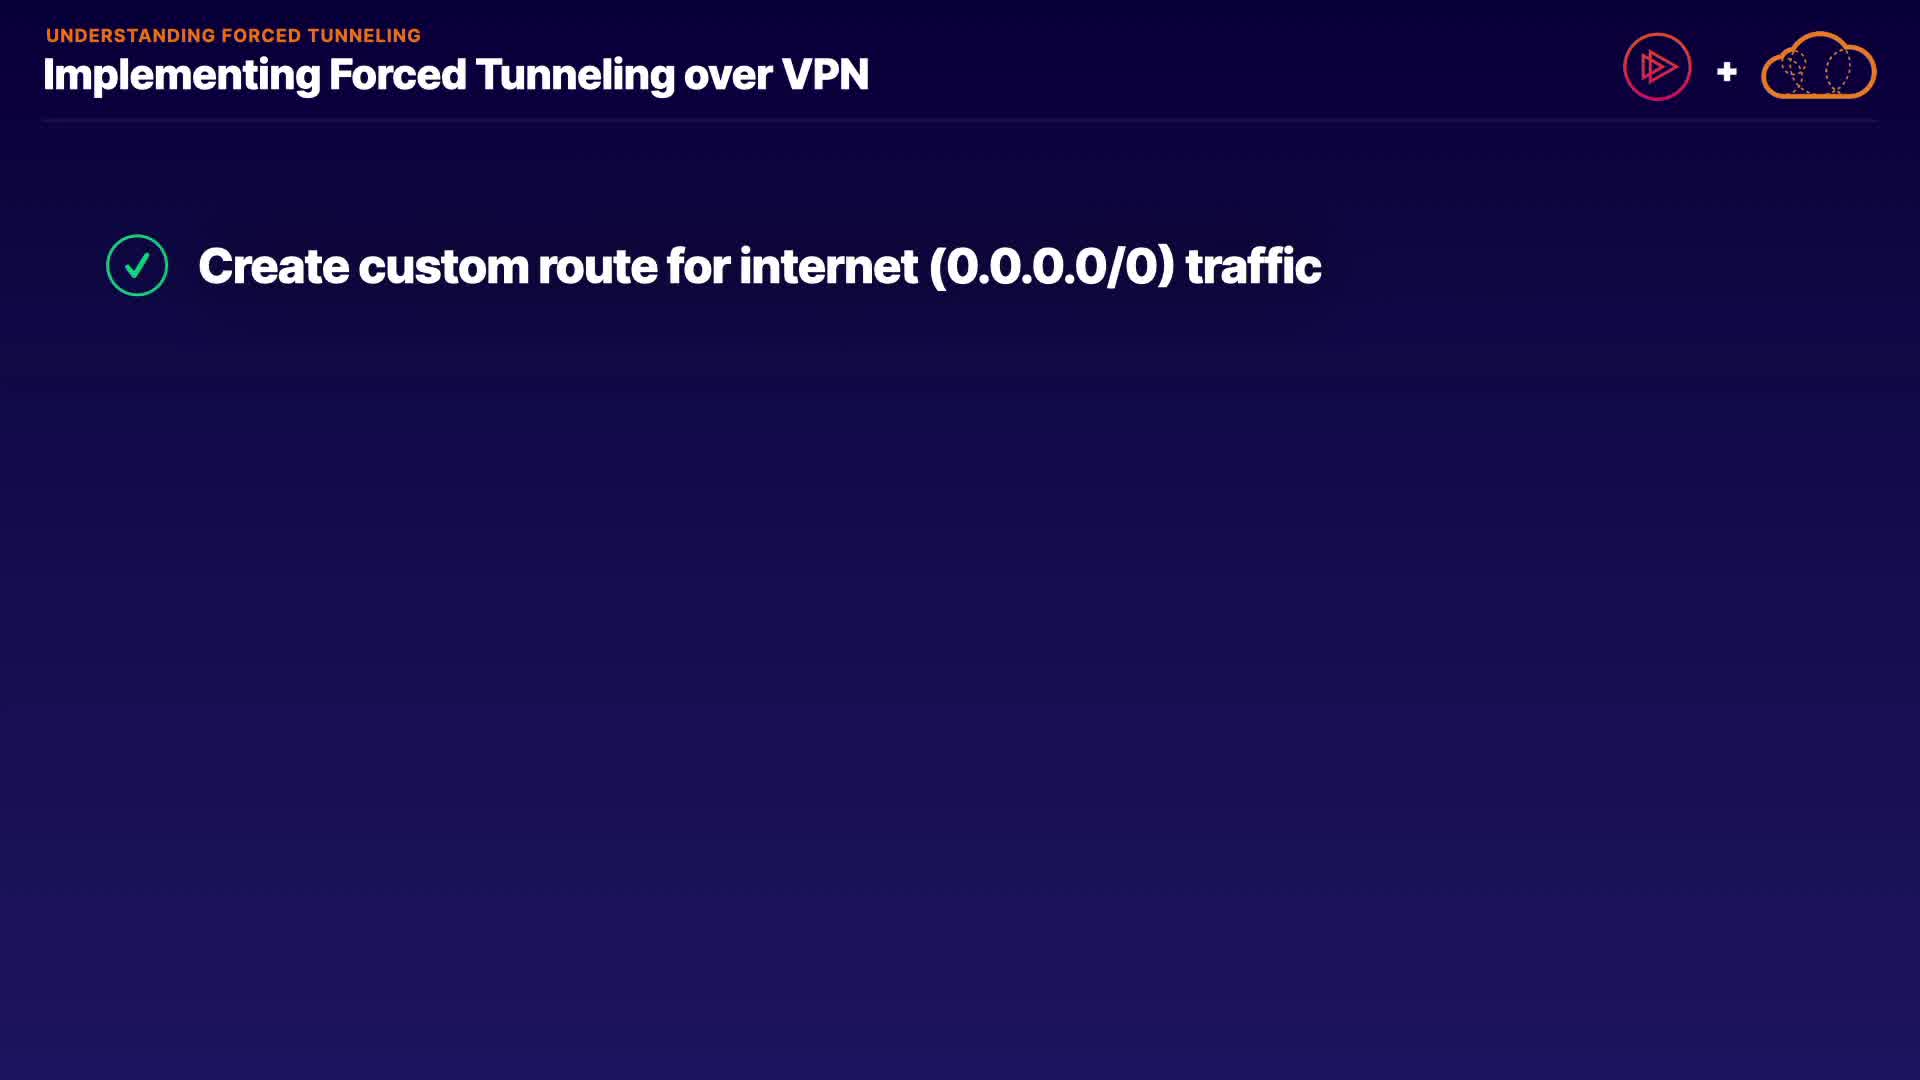 UNDERSTANDING FORCED TUNNELING
Implementing Forced Tunneling over VPN
+
Create custom route for internet (0.0.0.0/0) traffic